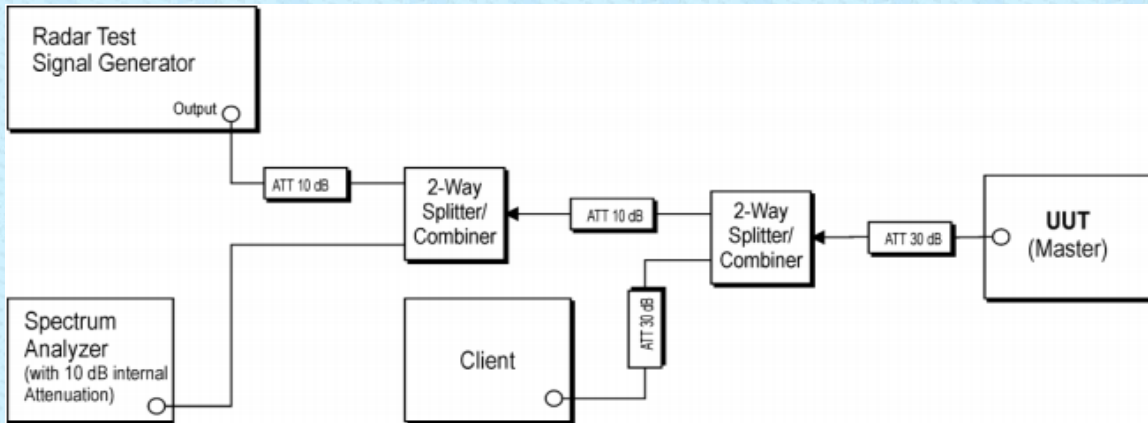 Radar Test
Signal Generator
Output
ATT 10 dB
2-Way
Splitter/
Combiner
ATT 10 dB
2-Way
Splitter/
Combiner
ATT 30 dB
UUT
(Master)
Spectrum
Analyzer
(with 10 dB internal
Attenuation)
Client
ATT 30 dB